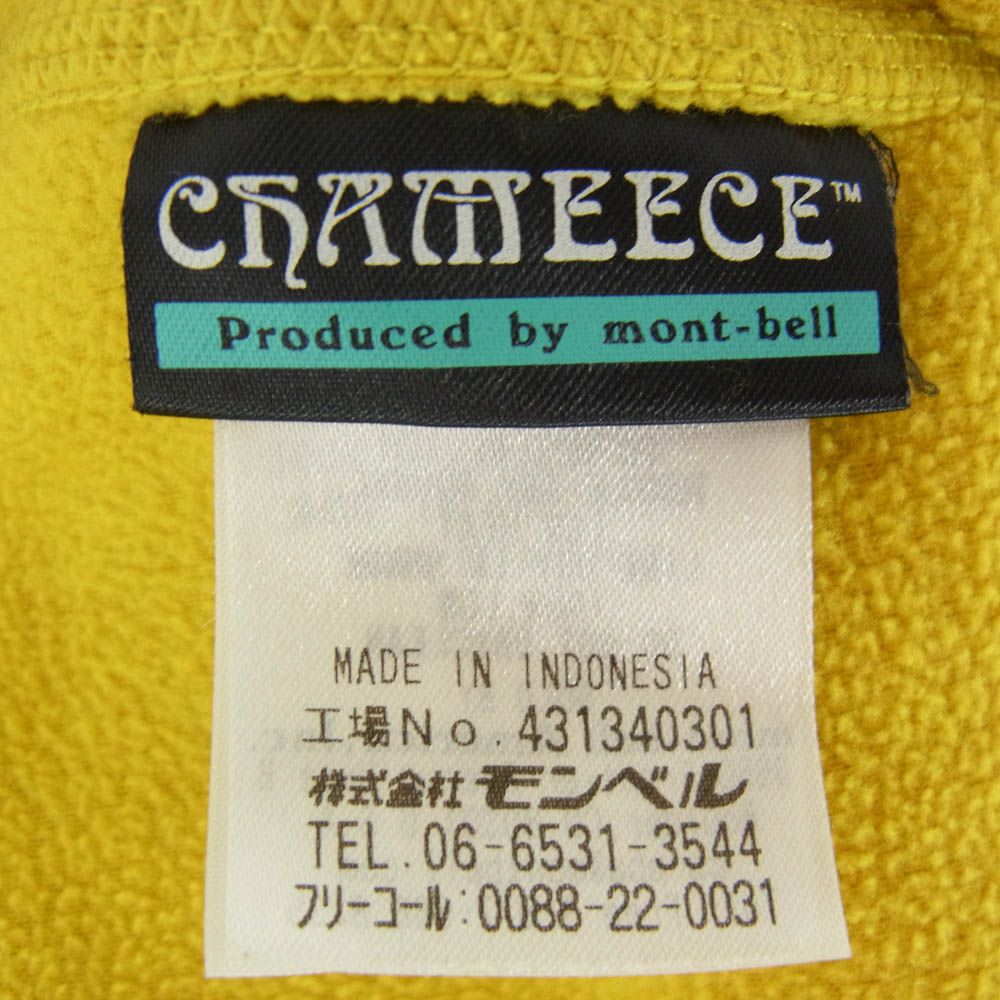 CHAMEECE™
Produced by mont-bell
MADE IN INDONESIA
工場No.431340301
株式会社モンベル
TEL.06-6531-3544
フリーコール:0088-22-0031